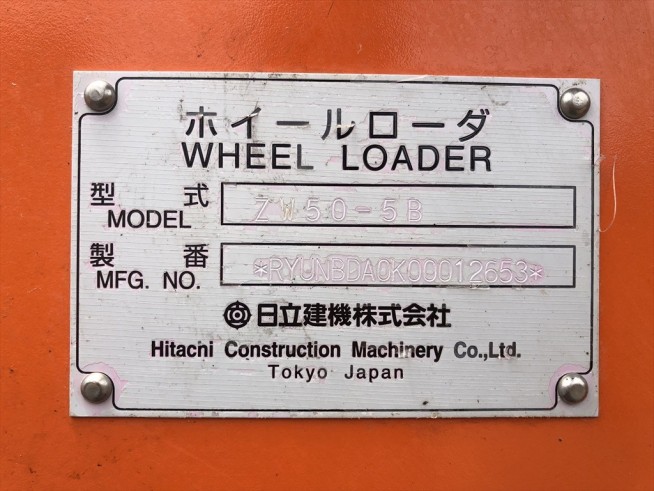 ホイールローダ
WHEEL LOADER
型式 ZW50-5B
MODEL
製番 *RYUNBDA0K00012653*
MFG. NO.
日立建機株式会社
Hitachi Construction Machinery Co.,Ltd.
Tokyo Japan